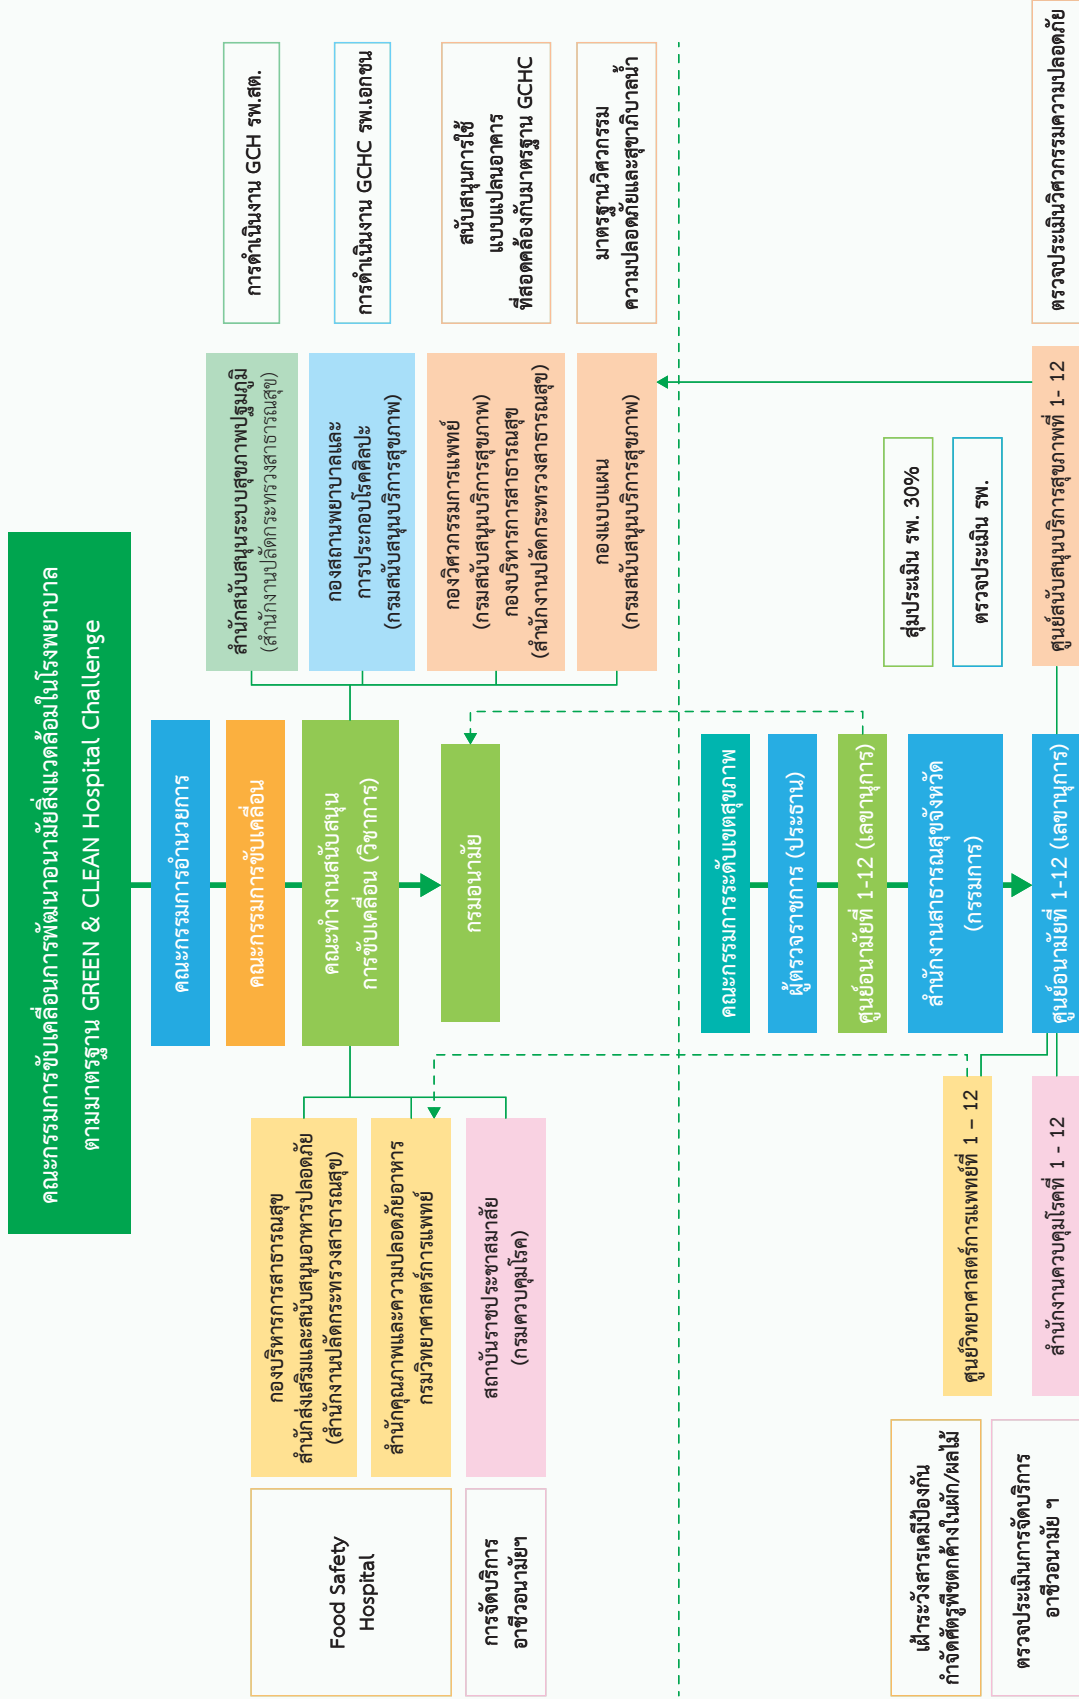 คณะกรรมการขับเคลื่อนการพัฒนาอนามัยสิ่งแวดล้อมในโรงพยาบาล
ตามมาตรฐาน GREEN & CLEAN Hospital Challenge
คณะกรรมการอำนวยการ
คณะกรรมการขับเคลื่อน
คณะทำงานสนับสนุน
การขับเคลื่อน (วิชาการ)
กรมอนามัย
Food Safety
Hospital
กองบริหารการสาธารณสุข
สำนักส่งเสริมและสนับสนุนอาหารปลอดภัย
(สำนักงานปลัดกระทรวงสาธารณสุข)
สำนักคุณภาพและความปลอดภัยอาหาร
กรมวิทยาศาสตร์การแพทย์
การจัดบริการ
อาชีวอนามัยฯ
สถาบันราชประชาสมาสัย
(กรมควบคุมโรค)
สำนักสนับสนุนระบบสุขภาพปฐมภูมิ
(สำนักงานปลัดกระทรวงสาธารณสุข)
การดำเนินงาน GCH รพ.สต.
กองสถานพยาบาลและ
การประกอบโรคศิลปะ
(กรมสนับสนุนบริการสุขภาพ)
การดำเนินงาน GCHC รพ.เอกชน
กองวิศวกรรมการแพทย์
(กรมสนับสนุนบริการสุขภาพ)
กองบริหารการสาธารณสุข
(สำนักงานปลัดกระทรวงสาธารณสุข)
สนับสนุนการใช้
แบบแปลนอาคาร
ที่สอดคล้องกับมาตรฐาน GCHC
กองแบบแผน
(กรมสนับสนุนบริการสุขภาพ)
มาตรฐานวิศวกรรม
ความปลอดภัยและสุขาภิบาลน้ำ
คณะกรรมการระดับเขตสุขภาพ
ผู้ตรวจราชการ (ประธาน)
ศูนย์อนามัยที่ 1-12 (เลขานุการ)
สุ่มประเมิน รพ. 30%
สำนักงานสาธารณสุขจังหวัด
(กรรมการ)
ตรวจประเมิน รพ.
เฝ้าระวังสารเคมีป้องกัน
กำจัดศัตรูพืชตกค้างในผัก/ผลไม้
ศูนย์วิทยาศาสตร์การแพทย์ที่ 1 – 12
ตรวจประเมินการจัดบริการ
อาชีวอนามัย ฯ
สำนักงานควบคุมโรคที่ 1 - 12
ศูนย์อนามัยที่ 1-12 (เลขานุการ)
ศูนย์สนับสนุนบริการสุขภาพที่ 1- 12
ตรวจประเมินวิศวกรรมความปลอดภัย